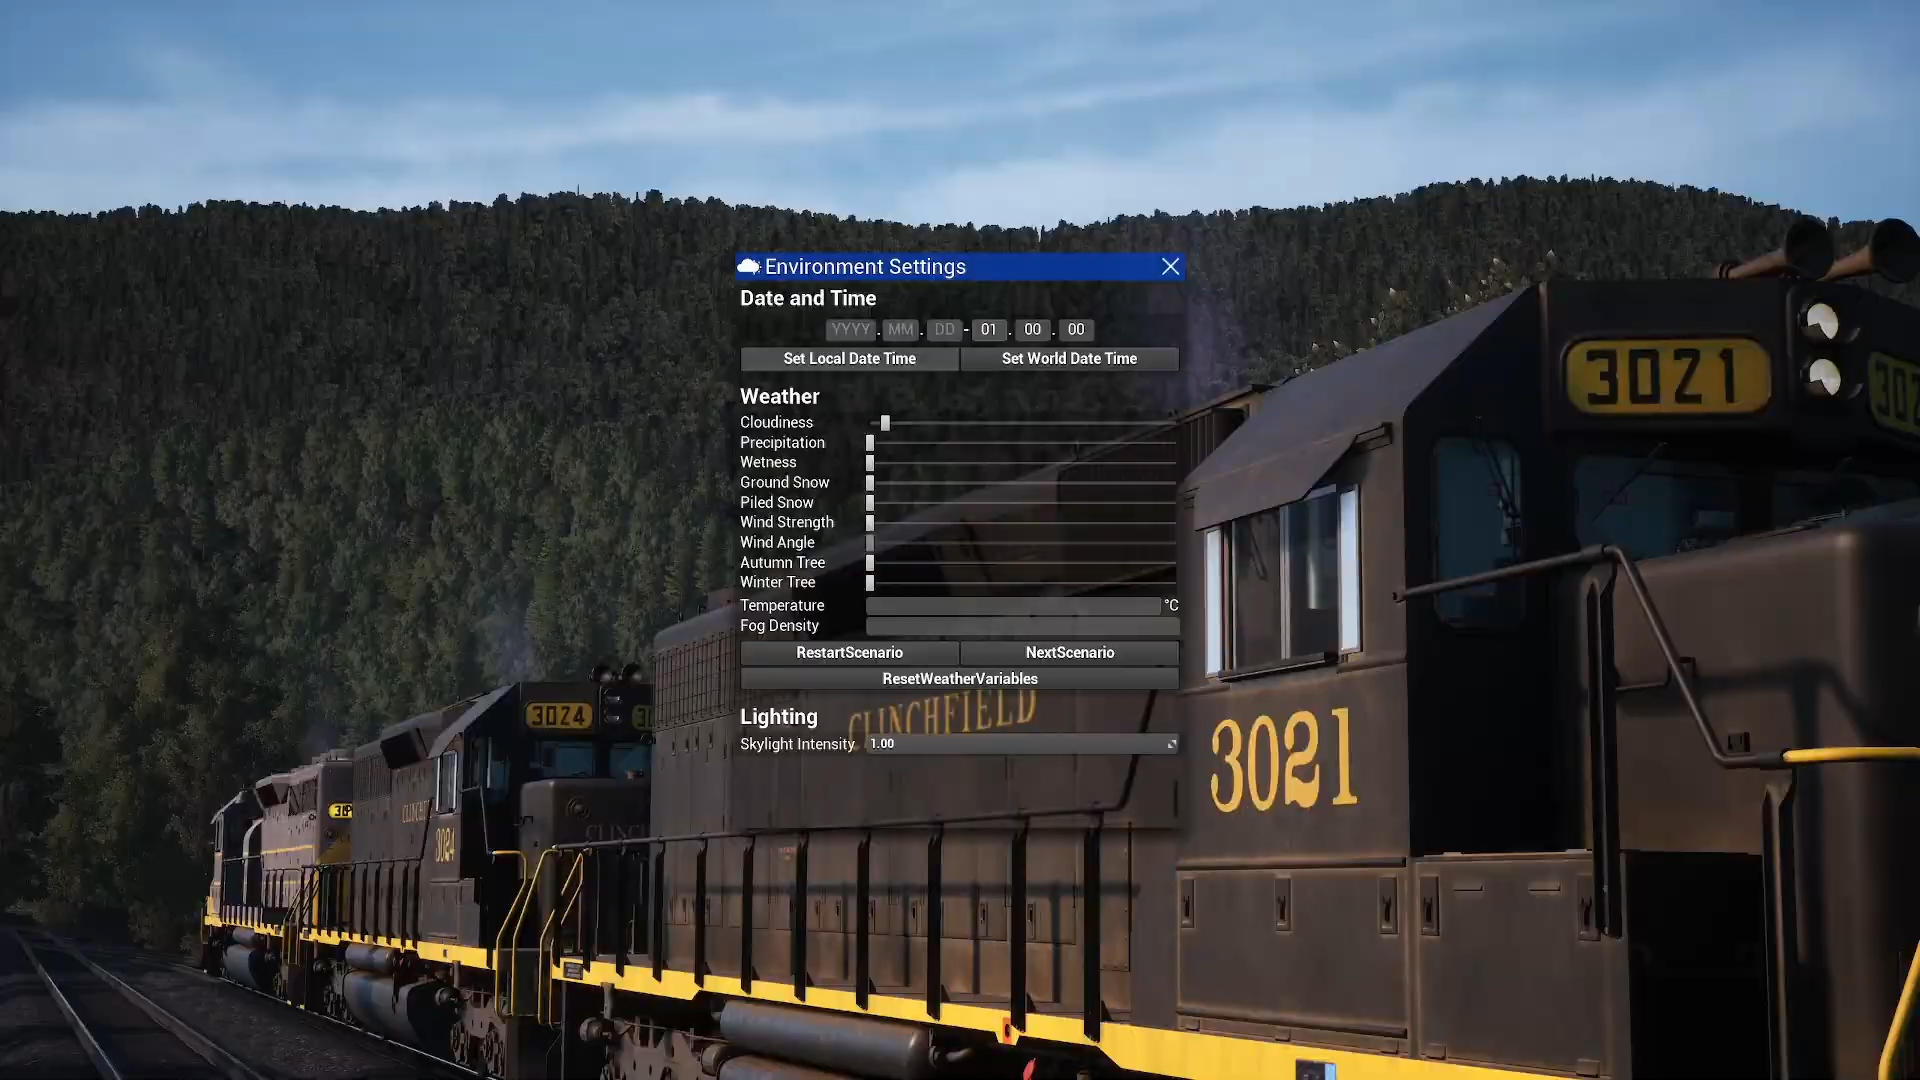 Environment Settings
Date and Time
YYYY . MM . DD - 01 . 00 . 00
Set Local Date Time Set World Date Time
Weather
Cloudiness
Precipitation
Wetness
Ground Snow
Piled Snow
Wind Strength
Wind Angle
Autumn Tree
Winter Tree
Temperature °C
Fog Density
RestartScenario NextScenario
ResetWeatherVariables
Lighting
Skylight Intensity 1.00
CLINCHFIELD
3021
3021
3024
3024